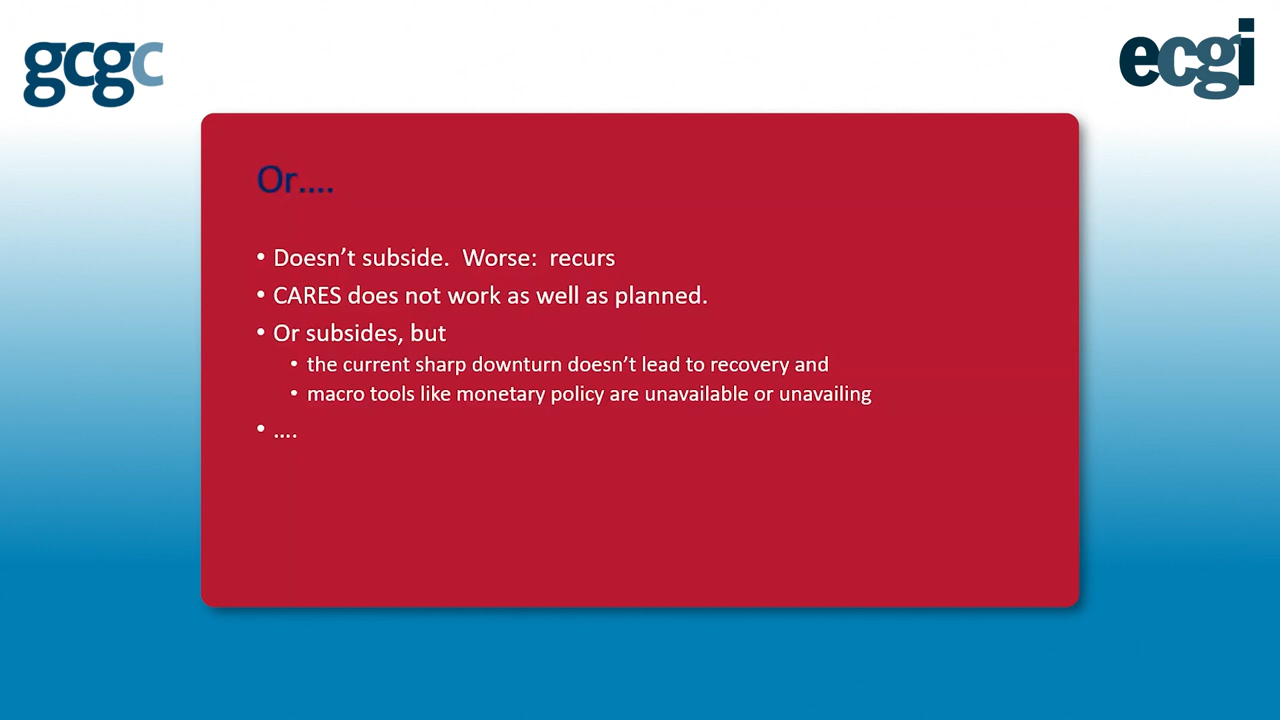 gcgc
ecgi
Or....
• Doesn’t subside.  Worse:  recurs
• CARES does not work as well as planned.
• Or subsides, but
• the current sharp downturn doesn’t lead to recovery and
• macro tools like monetary policy are unavailable or unavailing
• ....